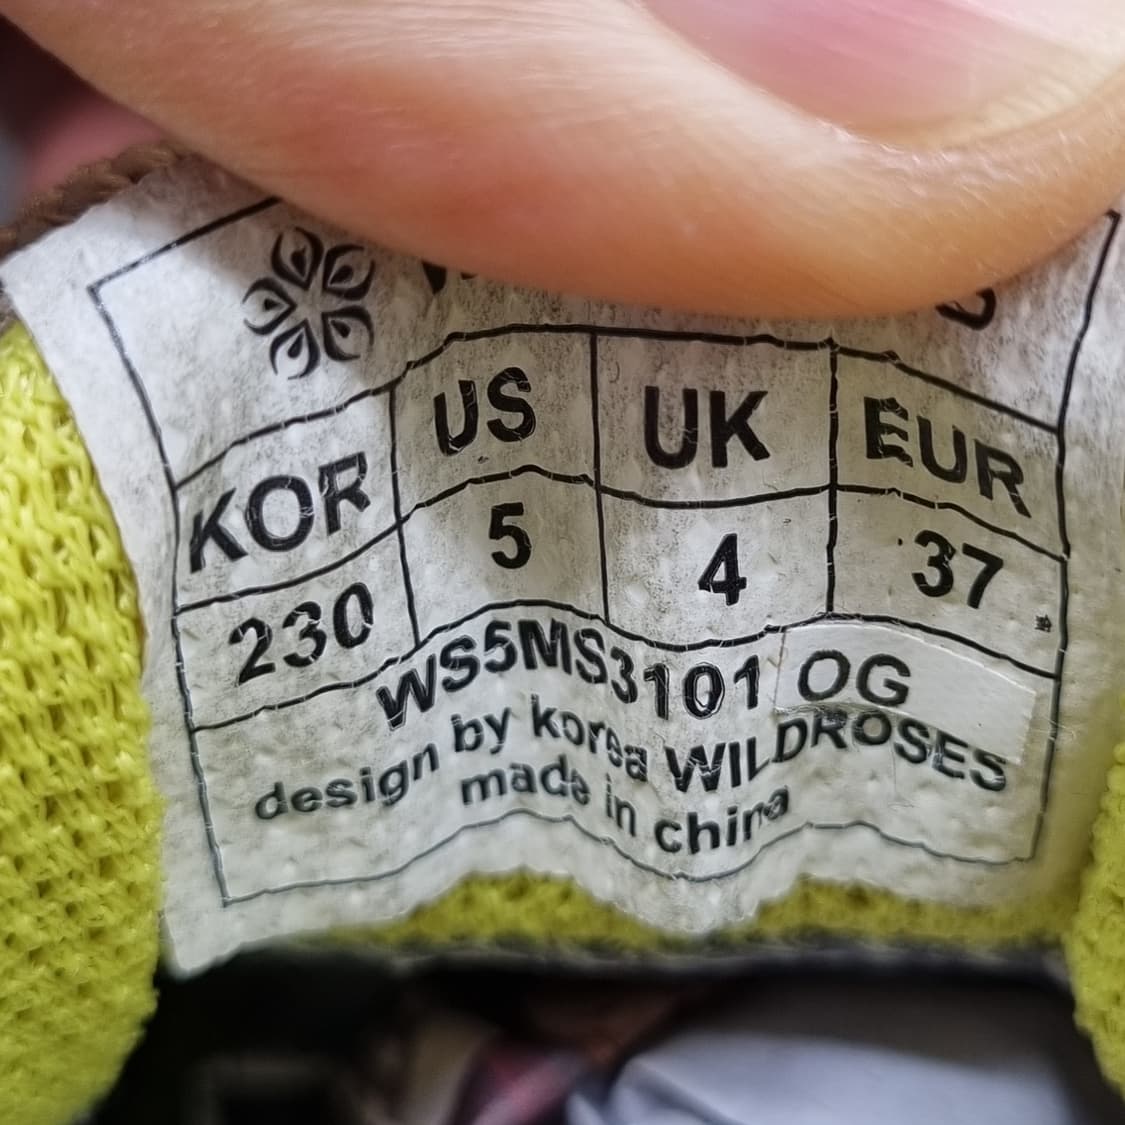 KOR US UK EUR
230 5 4 37
WS5MS3101 OG
design by korea WILDROSES
made in china